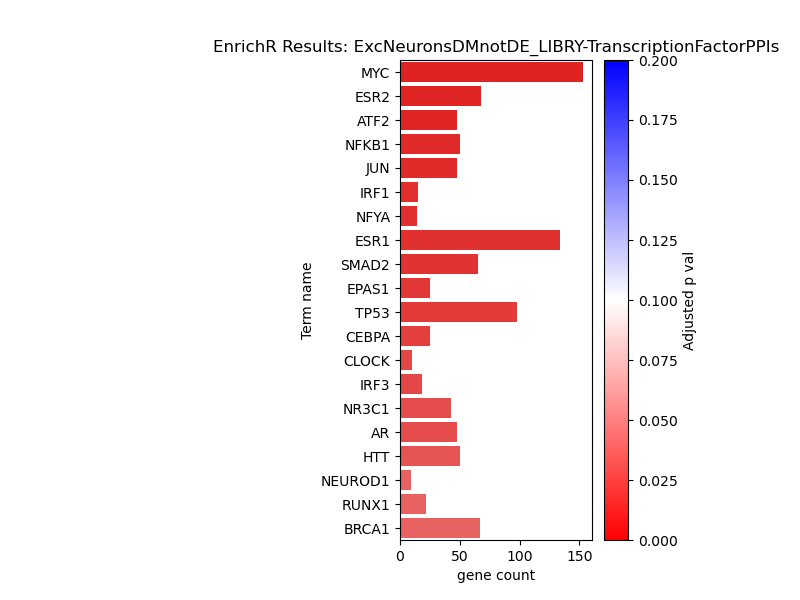 EnrichR Results: ExcNeuronsDMnotDE_LIBRY-TranscriptionFactorPPIs
MYC
ESR2
ATF2
NFKB1
JUN
IRF1
NFYA
ESR1
SMAD2
EPAS1
TP53
CEBPA
CLOCK
IRF3
NR3C1
AR
HTT
NEUROD1
RUNX1
BRCA1
Term name
0 50 100 150
gene count
0.200
0.175
0.150
0.125
0.100
0.075
0.050
0.025
0.000
Adjusted p val